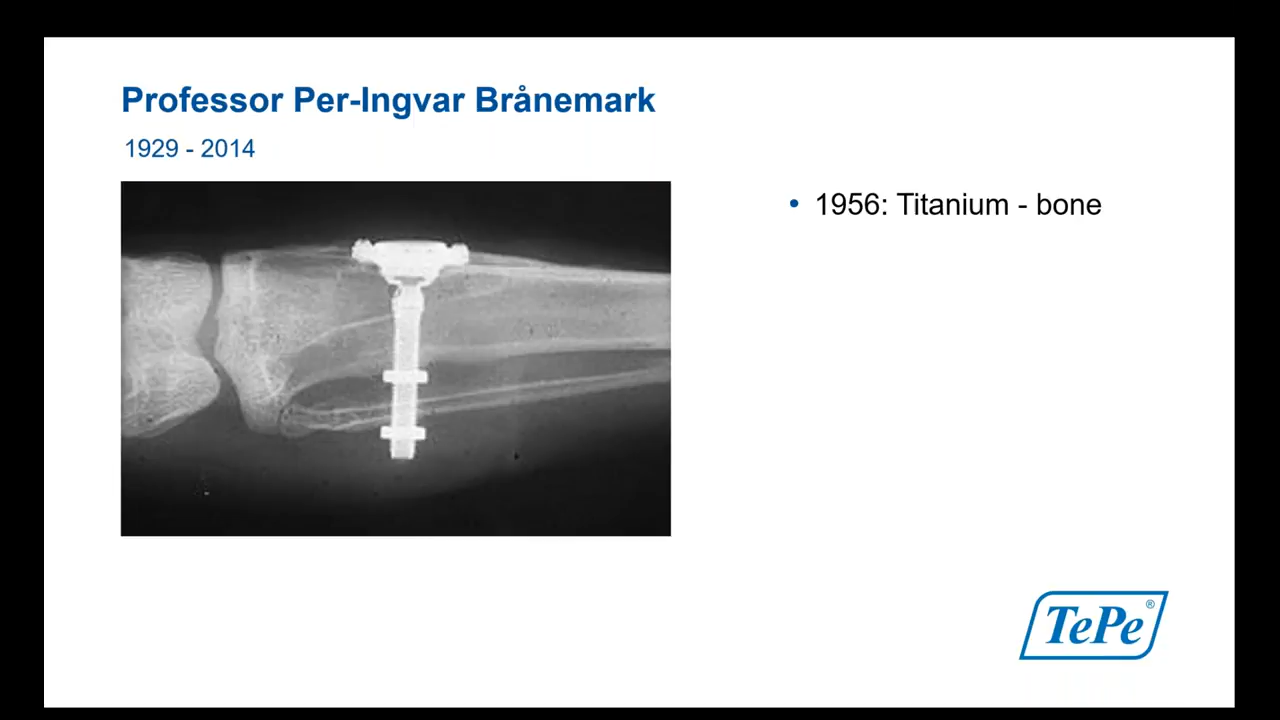 Professor Per-Ingvar Brånemark
1929 - 2014
• 1956: Titanium - bone
TePe®